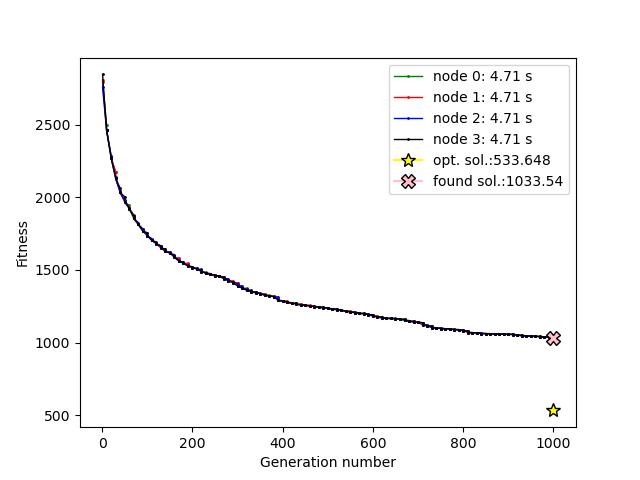 node 0: 4.71 s
node 1: 4.71 s
node 2: 4.71 s
node 3: 4.71 s
opt. sol.:533.648
found sol.:1033.54
2500
2000
1500
1000
500
Fitness
0 200 400 600 800 1000
Generation number